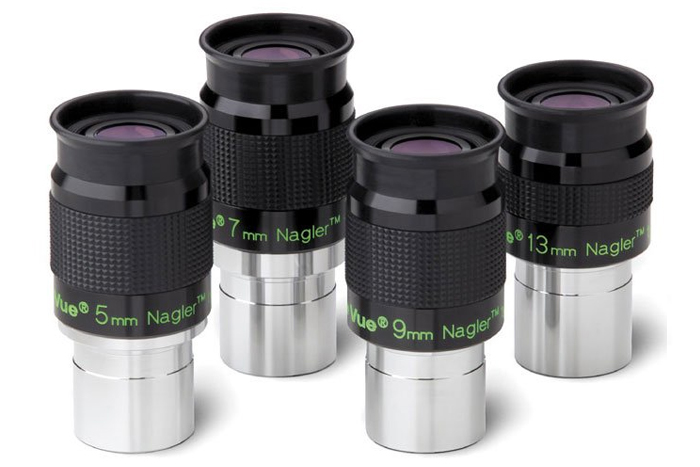 Vue® 5mm Nagler™
e® 7mm Nagler™
Vue® 9mm Nagler™
e® 13mm Nagler™